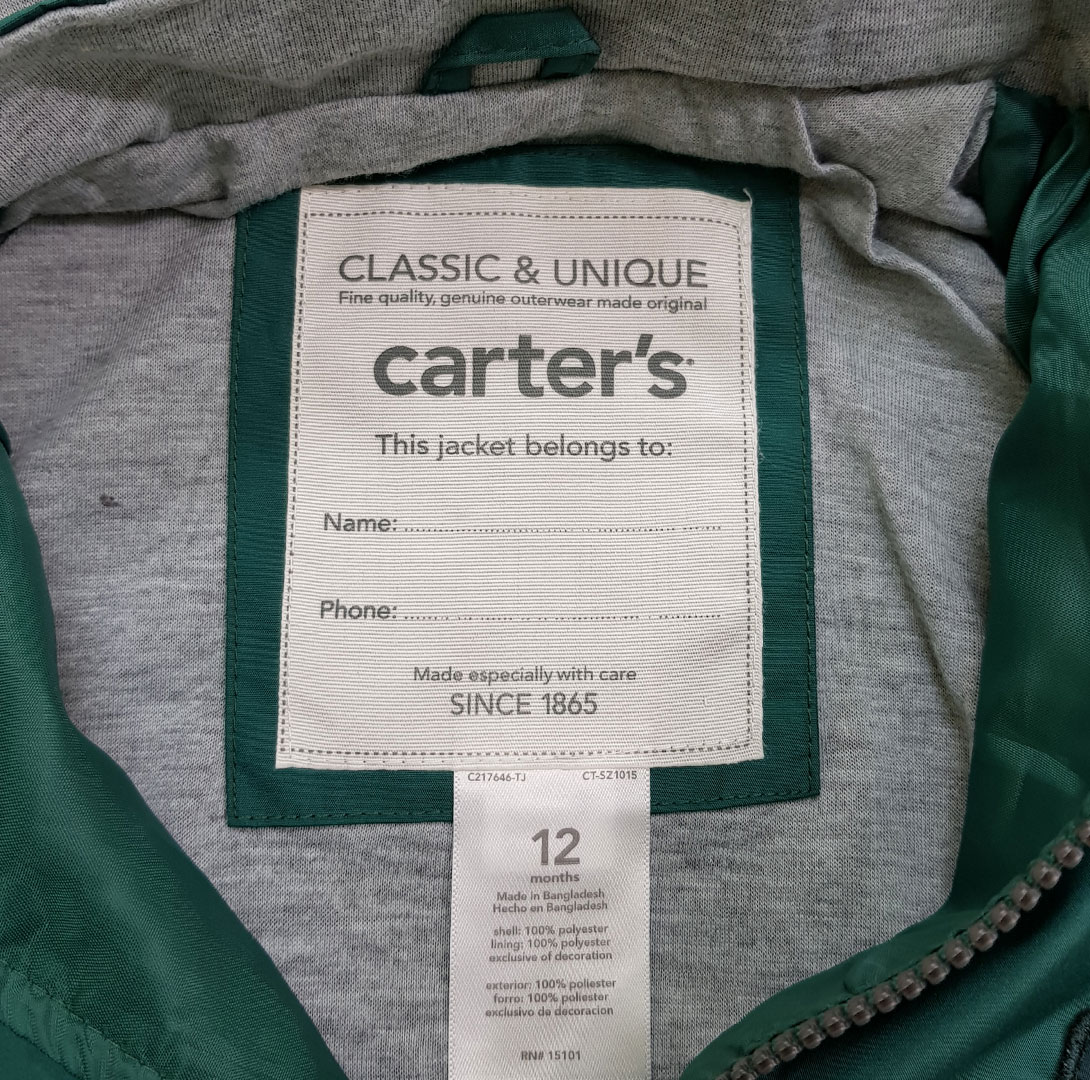 CLASSIC & UNIQUE
Fine quality, genuine outerwear made original
carter's
This jacket belongs to:
Name: ................................................
Phone: ................................................
Made especially with care
SINCE 1865
C217646-TJ CT-SZ1015
12
months
Made in Bangladesh
Hecho en Bangladesh
shell: 100% polyester
lining: 100% polyester
exclusive of decoration
exterior: 100% poliester
forro: 100% poliester
exclusivo de decoracion
RN# 15101